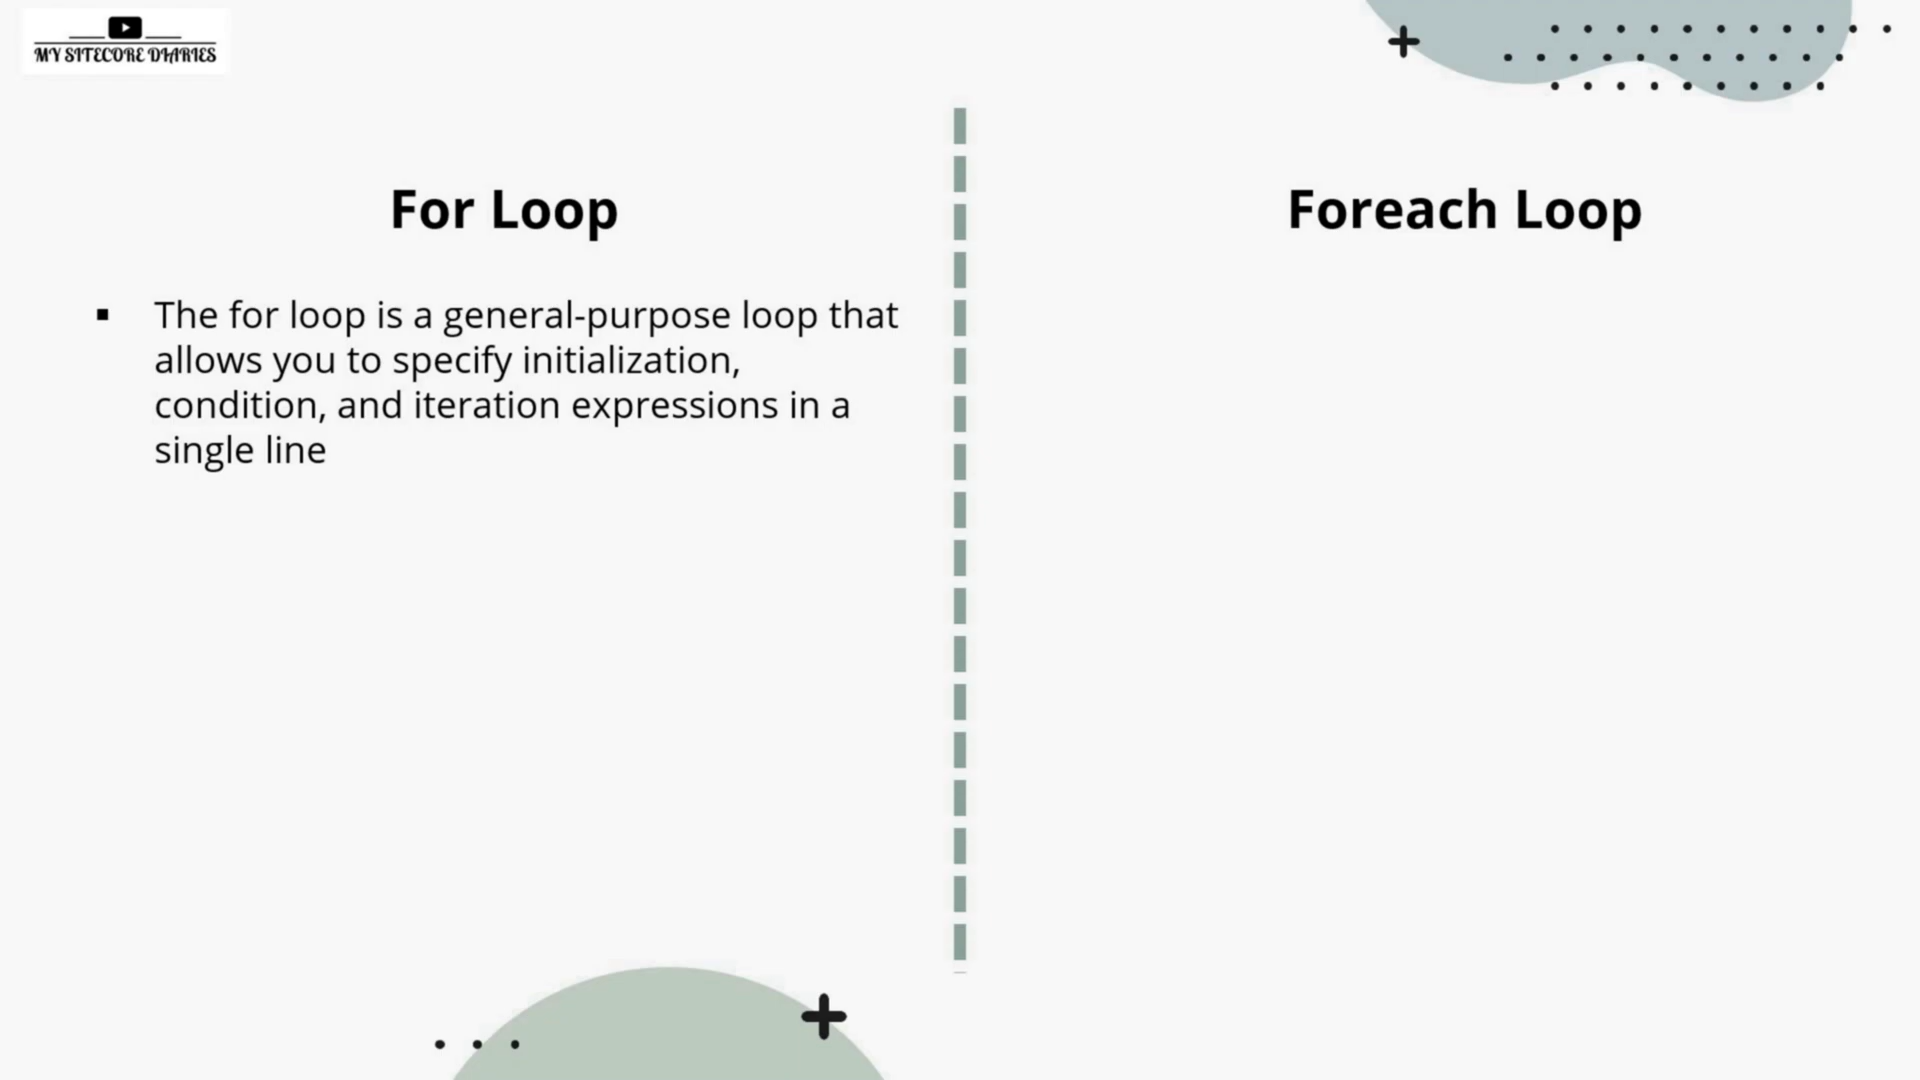 MY SITECORE DIARIES
For Loop
▪ The for loop is a general-purpose loop that
allows you to specify initialization,
condition, and iteration expressions in a
single line
Foreach Loop